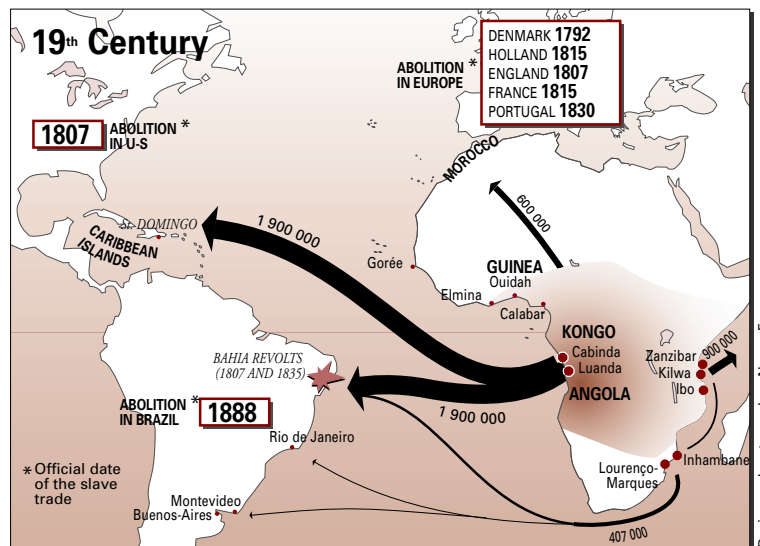 19th Century
DENMARK 1792
HOLLAND 1815
ENGLAND 1807
FRANCE 1815
PORTUGAL 1830
ABOLITION *
IN EUROPE
1807
ABOLITION *
IN U-S
MOROCCO
600 000
St. DOMINGO
1 900 000
CARIBBEAN
ISLANDS
Gorée
GUINEA
Ouidah
Elmina
Calabar
KONGO
Cabinda
Luanda
ANGOLA
Zanzibar
Kilwa
Ibo
900 000
BAHIA REVOLTS
(1807 AND 1835)
ABOLITION *
IN BRAZIL
1888
1 900 000
Rio de Janeiro
Inhambane
Lourenço-
Marques
* Official date
of the slave
trade
Montevideo
Buenos-Aires
407 000